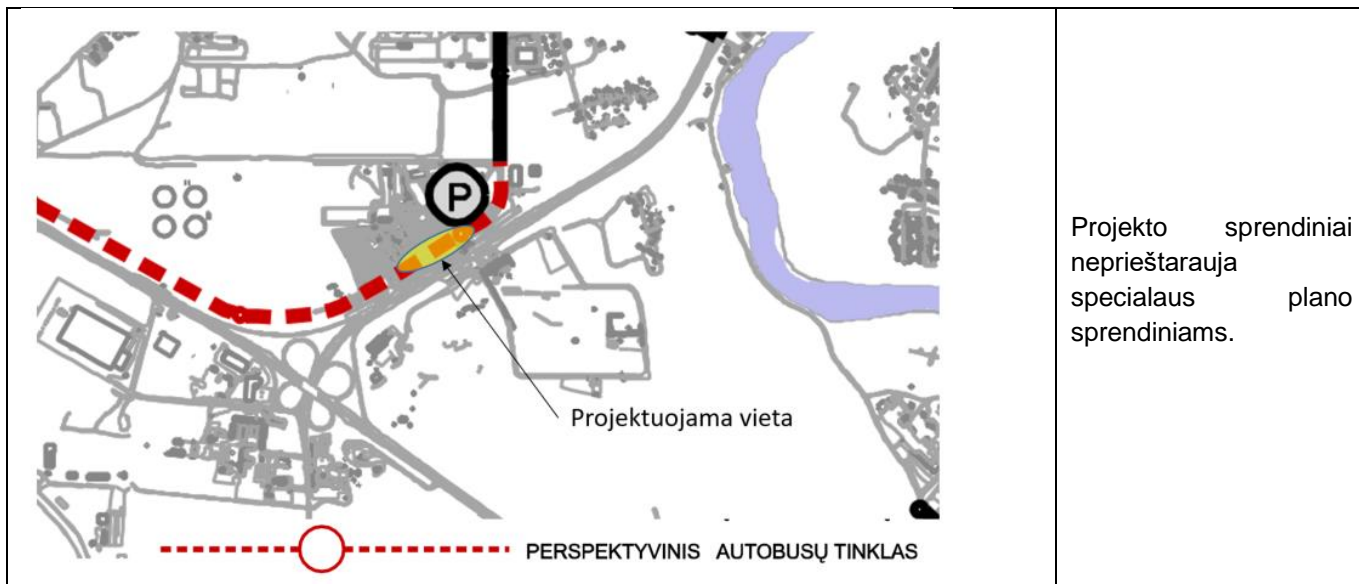 P
Projektuojama vieta
PERSPEKTYVINIS AUTOBUSŲ TINKLAS
Projekto sprendiniai
neprieštarauja
specialaus plano
sprendiniams.